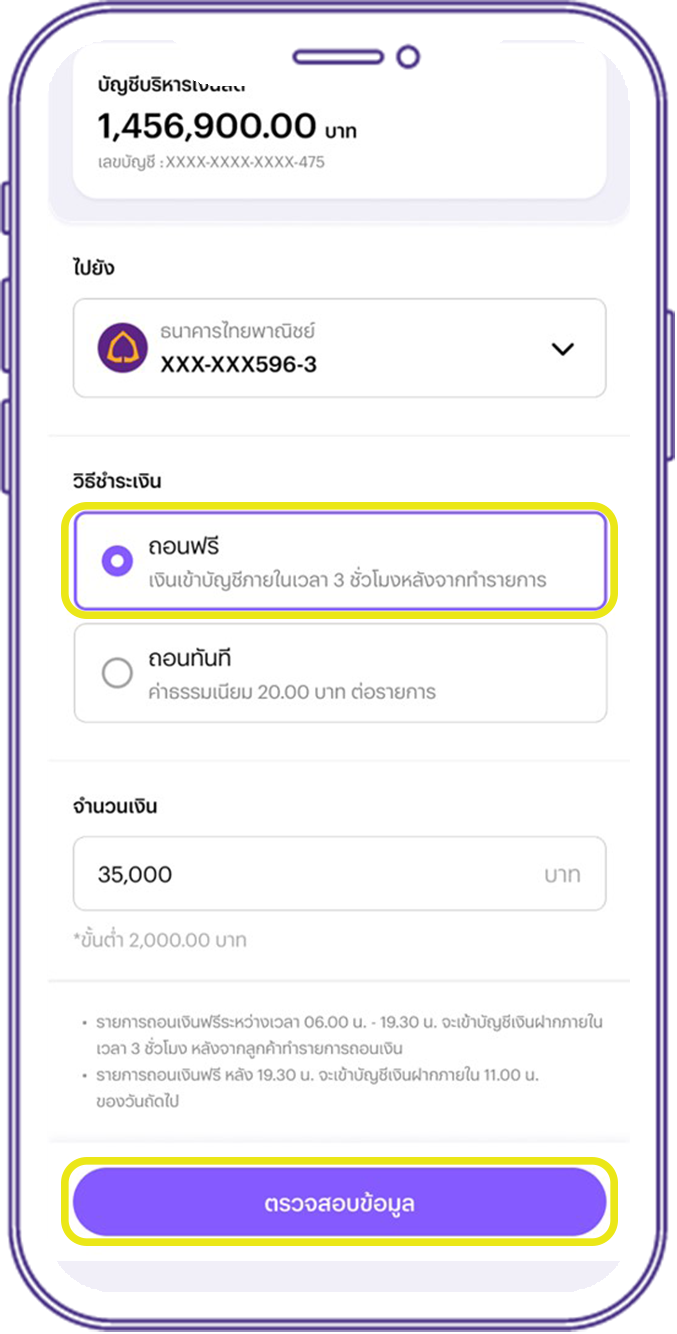 บัญชีบริหารเงินสด
1,456,900.00 บาท
เลขบัญชี :XXXX-XXXX-XXXX-475
ไปยัง
ธนาคารไทยพาณิชย์
XXX-XXX596-3
วิธีชำระเงิน
ถอนฟรี
เงินเข้าบัญชีภายในเวลา 3 ชั่วโมงหลังจากทำรายการ
ถอนทันที
ค่าธรรมเนียม 20.00 บาท ต่อรายการ
จำนวนเงิน
35,000 บาท
*ขั้นต่ำ 2,000.00 บาท
• รายการถอนเงินฟรีระหว่างเวลา 06.00 น. - 19.30 น. จะเข้าบัญชีเงินฝากภายใน
เวลา 3 ชั่วโมง หลังจากลูกค้าทำรายการถอนเงิน
• รายการถอนเงินฟรี หลัง 19.30 น. จะเข้าบัญชีเงินฝากภายใน 11.00 น.
ของวันถัดไป
ตรวจสอบข้อมูล